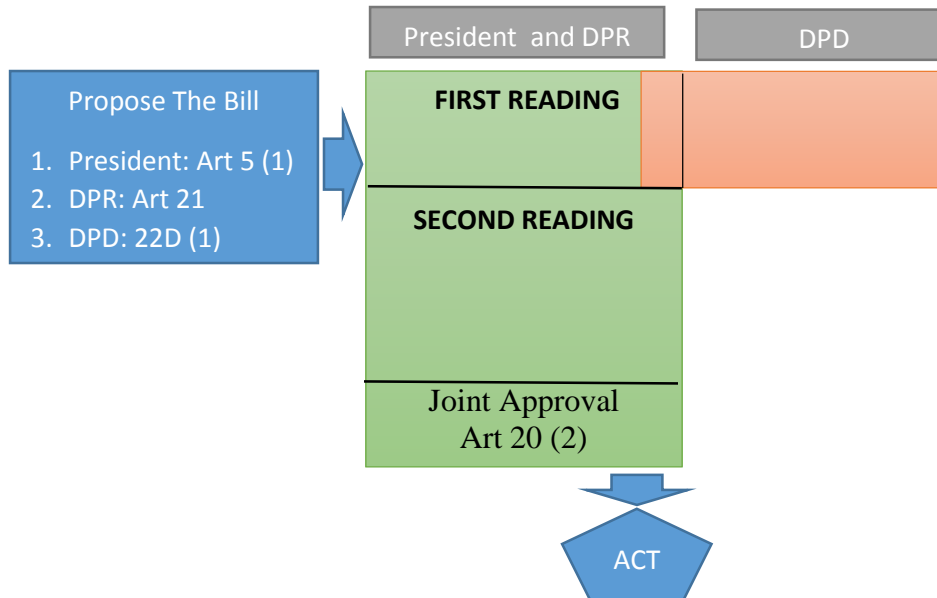 President and DPR
DPD
Propose The Bill
1. President: Art 5 (1)
2. DPR: Art 21
3. DPD: 22D (1)
FIRST READING
SECOND READING
Joint Approval
Art 20 (2)
ACT